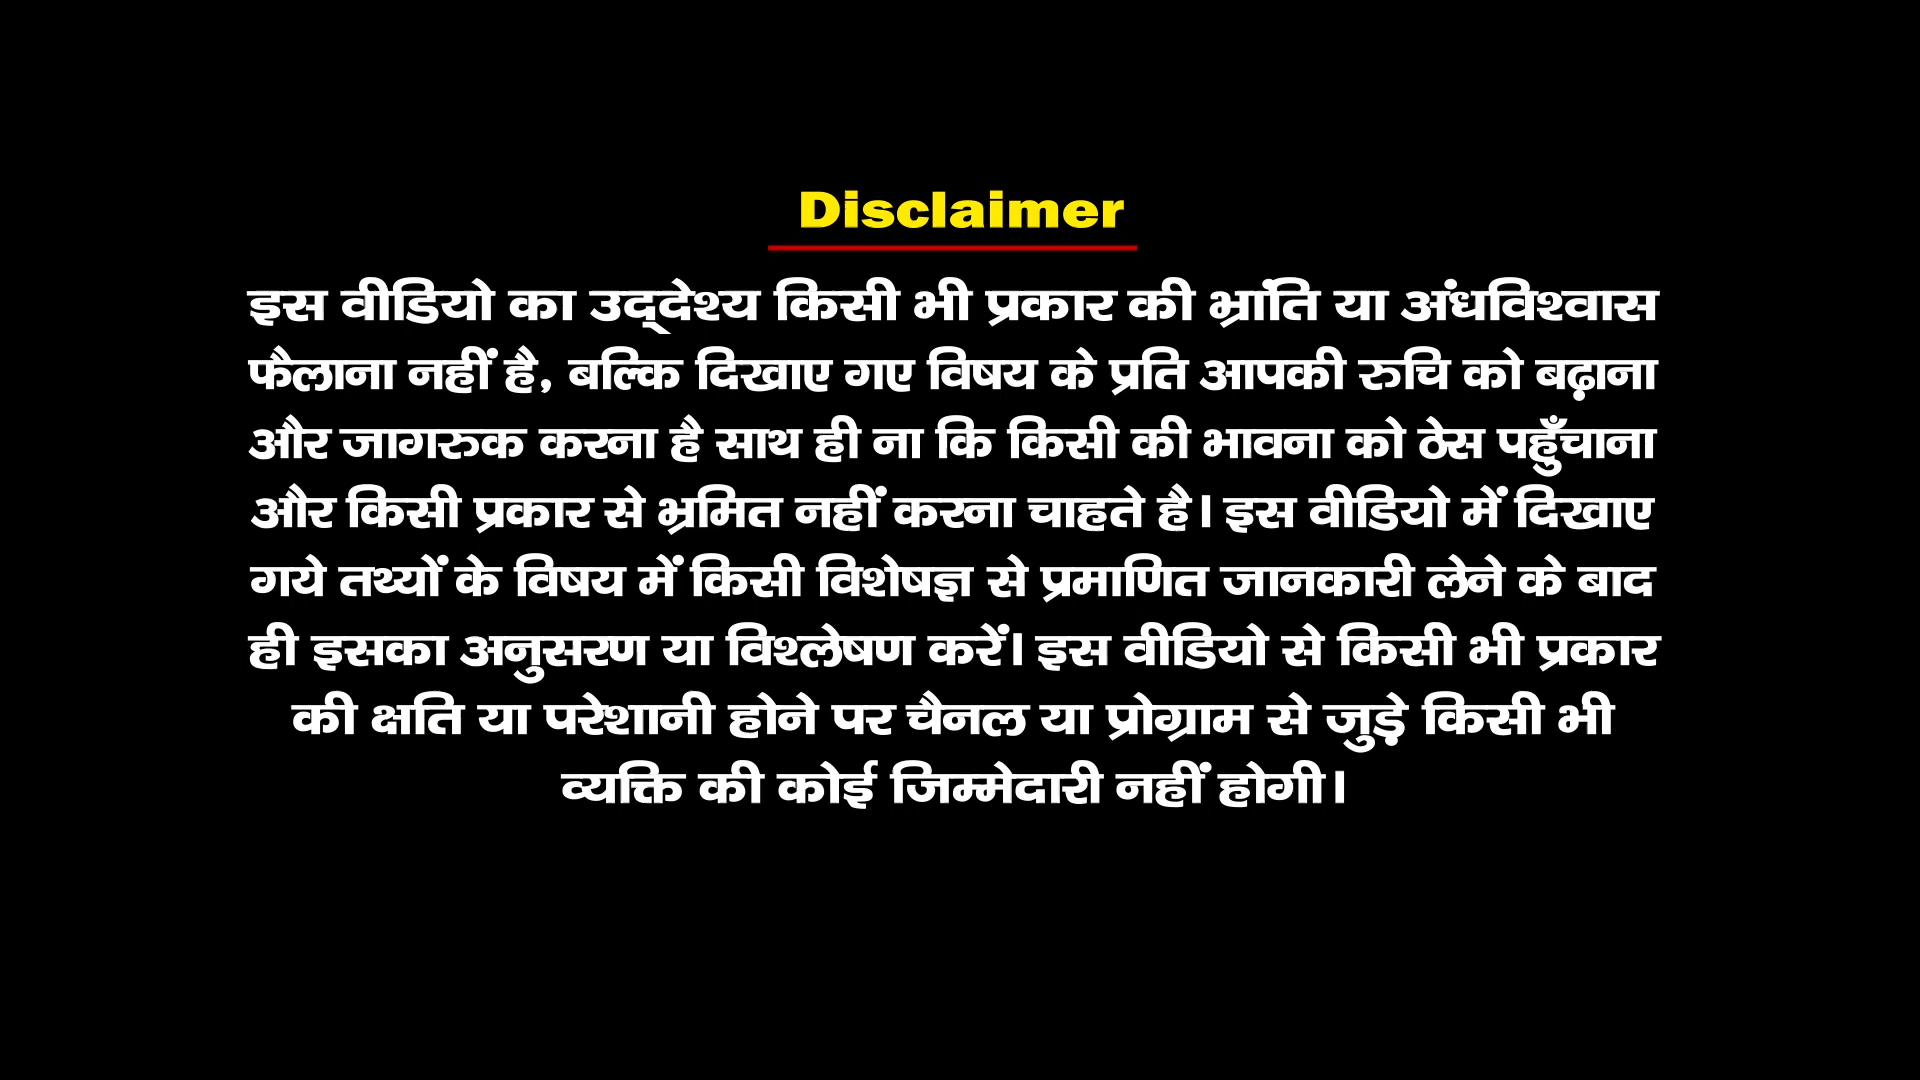 Disclaimer
इस वीडियो का उद्‌देश्य किसी भी प्रकार की भ्रांति या अंधविश्वास
फैलाना नहीं है, बल्कि दिखाए गए विषय के प्रति आपकी रुचि को बढ़ाना
और जागरुक करना है साथ ही ना कि किसी की भावना को ठेस पहुँचाना
और किसी प्रकार से भ्रमित नहीं करना चाहते है। इस वीडियो में दिखाए
गये तथ्यों के विषय में किसी विशेषज्ञ से प्रमाणित जानकारी लेने के बाद
ही इसका अनुसरण या विश्लेषण करें। इस वीडियो से किसी भी प्रकार
की क्षति या परेशानी होने पर चैनल या प्रोग्राम से जुड़े किसी भी
व्यक्ति की कोई जिम्मेदारी नहीं होगी।